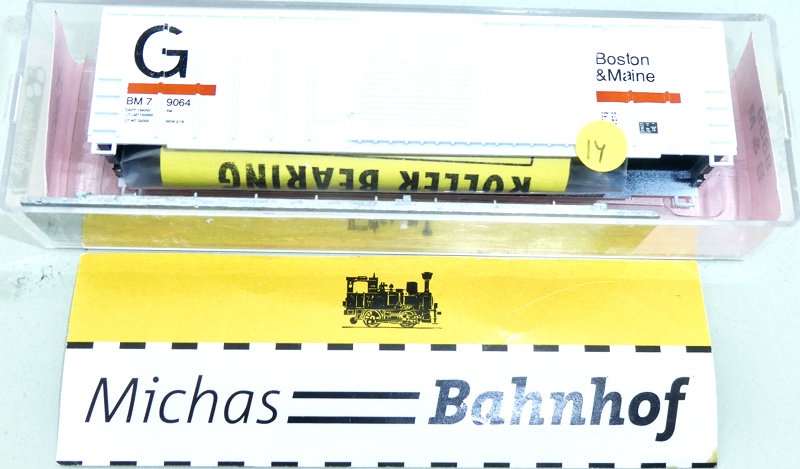 G
Boston
&Maine
BM 7 9064
14
ROLLER BEARING
Michas Bahnhof